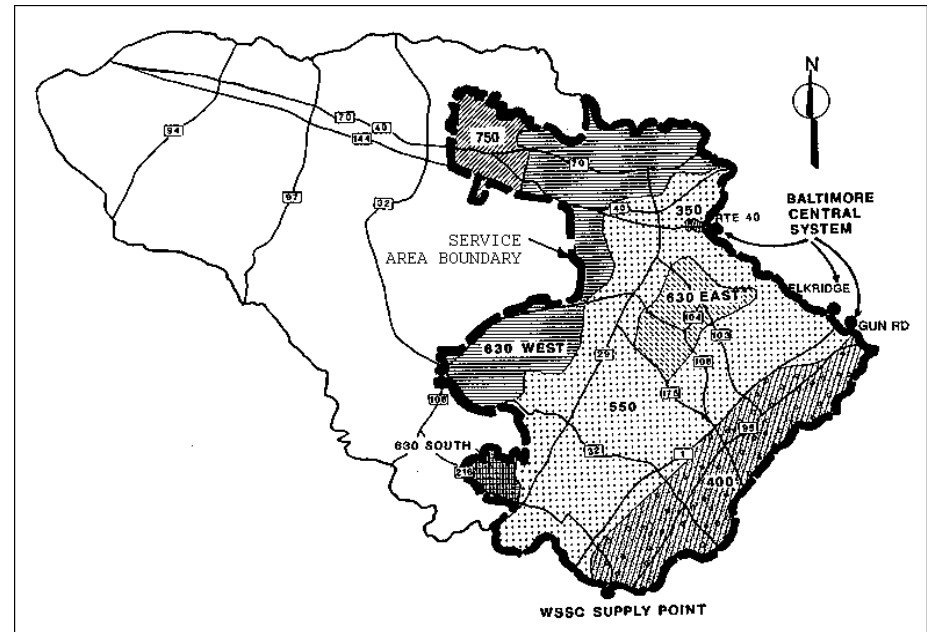 N
750
70
40
144
94
97
32
70
40
350
RTE 40
BALTIMORE
CENTRAL
SYSTEM
SERVICE
AREA BOUNDARY
ELKRIDGE
GUN RD
630 EAST
104
103
630 WEST
29
108
175
108
550
95
630 SOUTH
32
1
216
400
WSSC SUPPLY POINT